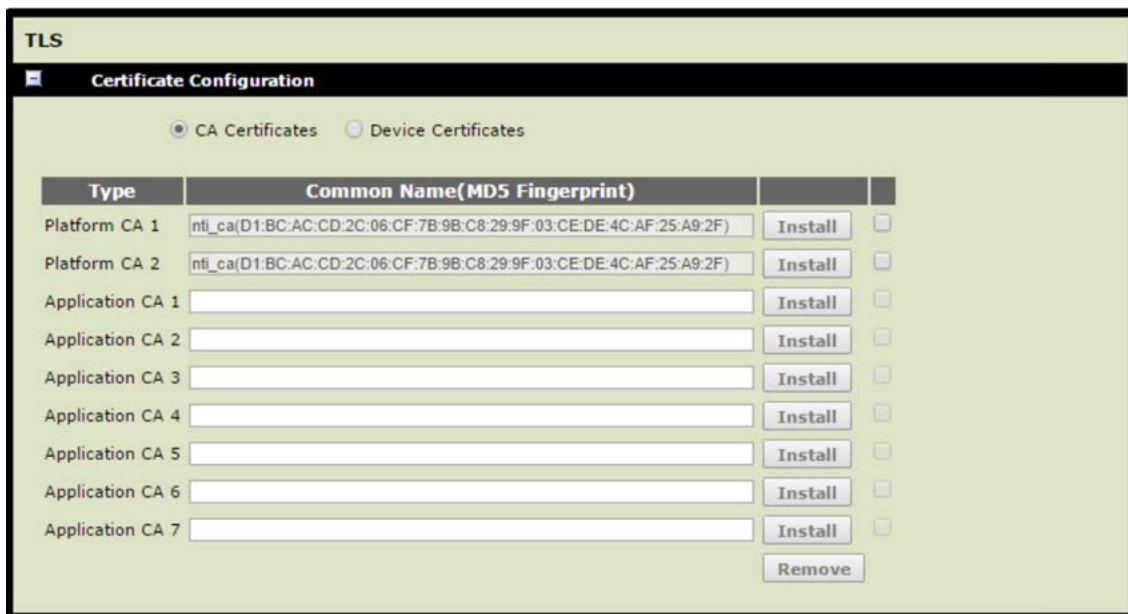 TLS
Certificate Configuration
CA Certificates Device Certificates
Type Common Name(MD5 Fingerprint)
Platform CA 1 nti_ca(D1:BC:AC:CD:2C:06:CF:7B:9B:C8:29:9F:03:CE:DE:4C:AF:25:A9:2F) Install
Platform CA 2 nti_ca(D1:BC:AC:CD:2C:06:CF:7B:9B:C8:29:9F:03:CE:DE:4C:AF:25:A9:2F) Install
Application CA 1 Install
Application CA 2 Install
Application CA 3 Install
Application CA 4 Install
Application CA 5 Install
Application CA 6 Install
Application CA 7 Install
Remove